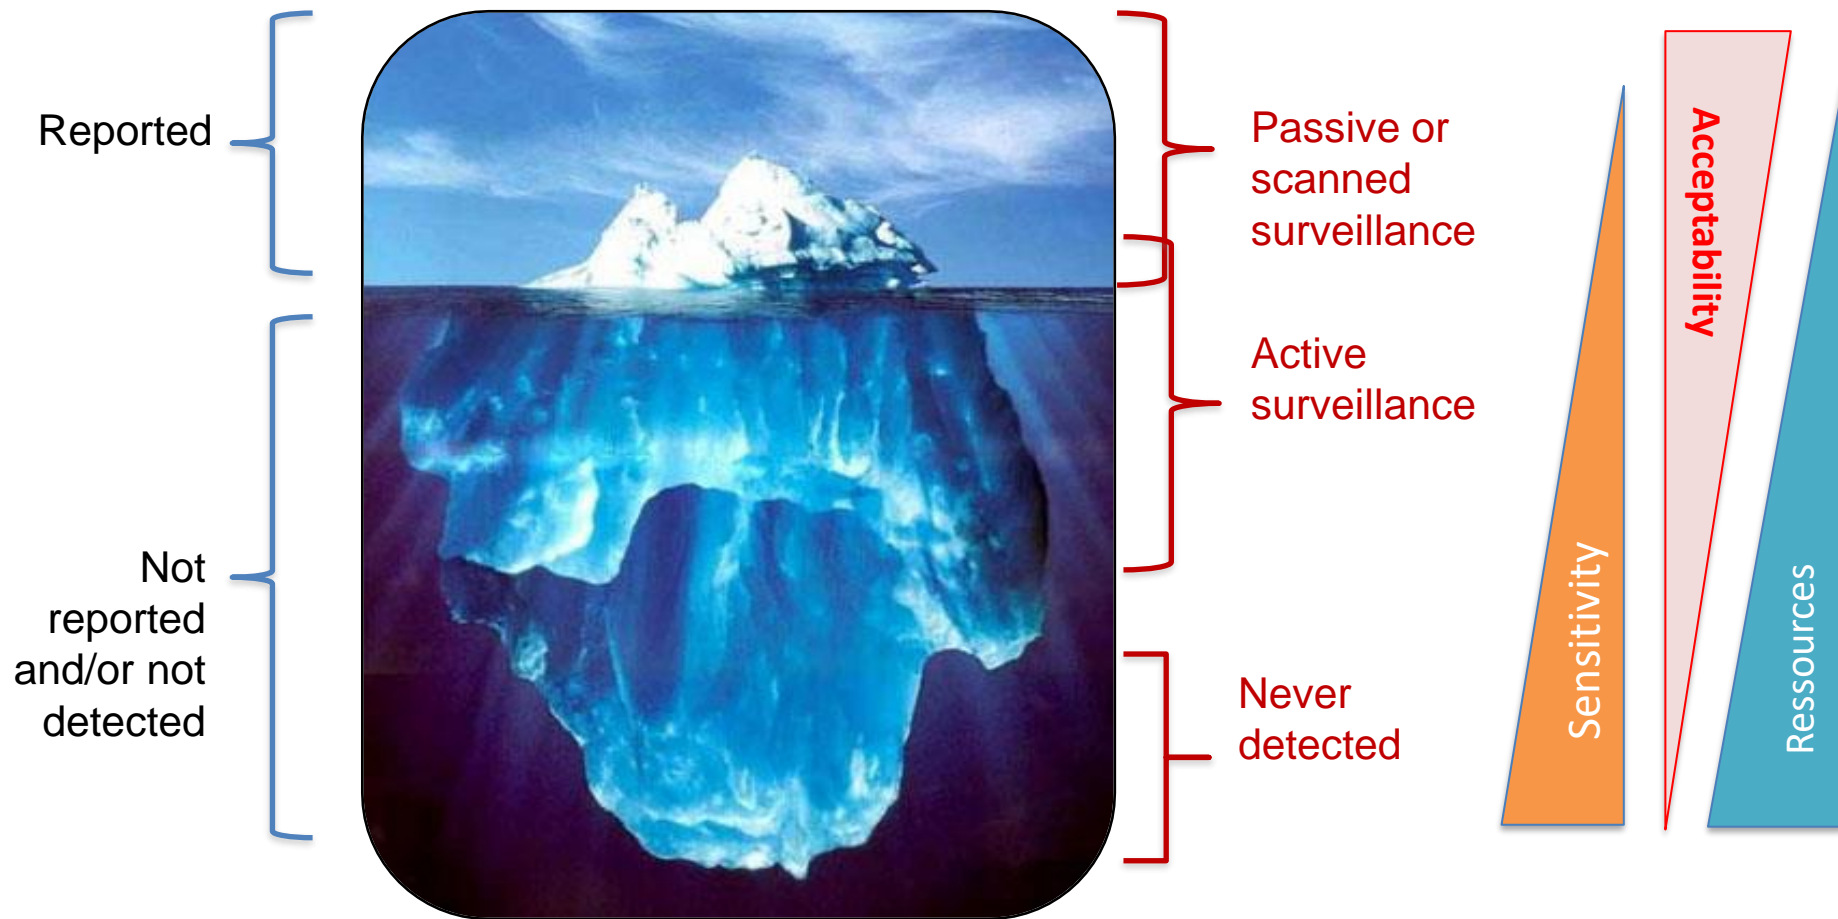 Reported
Not
reported
and/or not
detected
Passive or
scanned
surveillance
Active
surveillance
Never
detected
Sensitivity
Acceptability
Ressources